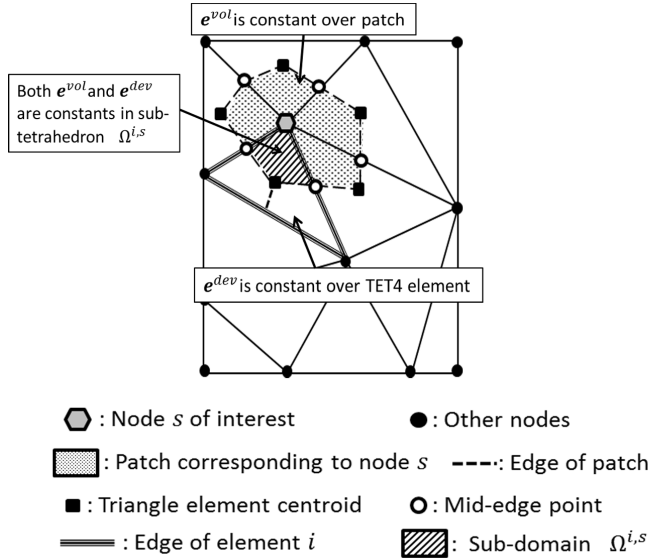 e^{vol} is constant over patch
Both e^{vol} and e^{dev}
are constants in sub-
tetrahedron Ω^{i,s}
e^{dev} is constant over TET4 element
: Node s of interest
: Other nodes
: Patch corresponding to node s
: Edge of patch
: Triangle element centroid
: Mid-edge point
: Edge of element i
: Sub-domain Ω^{i,s}